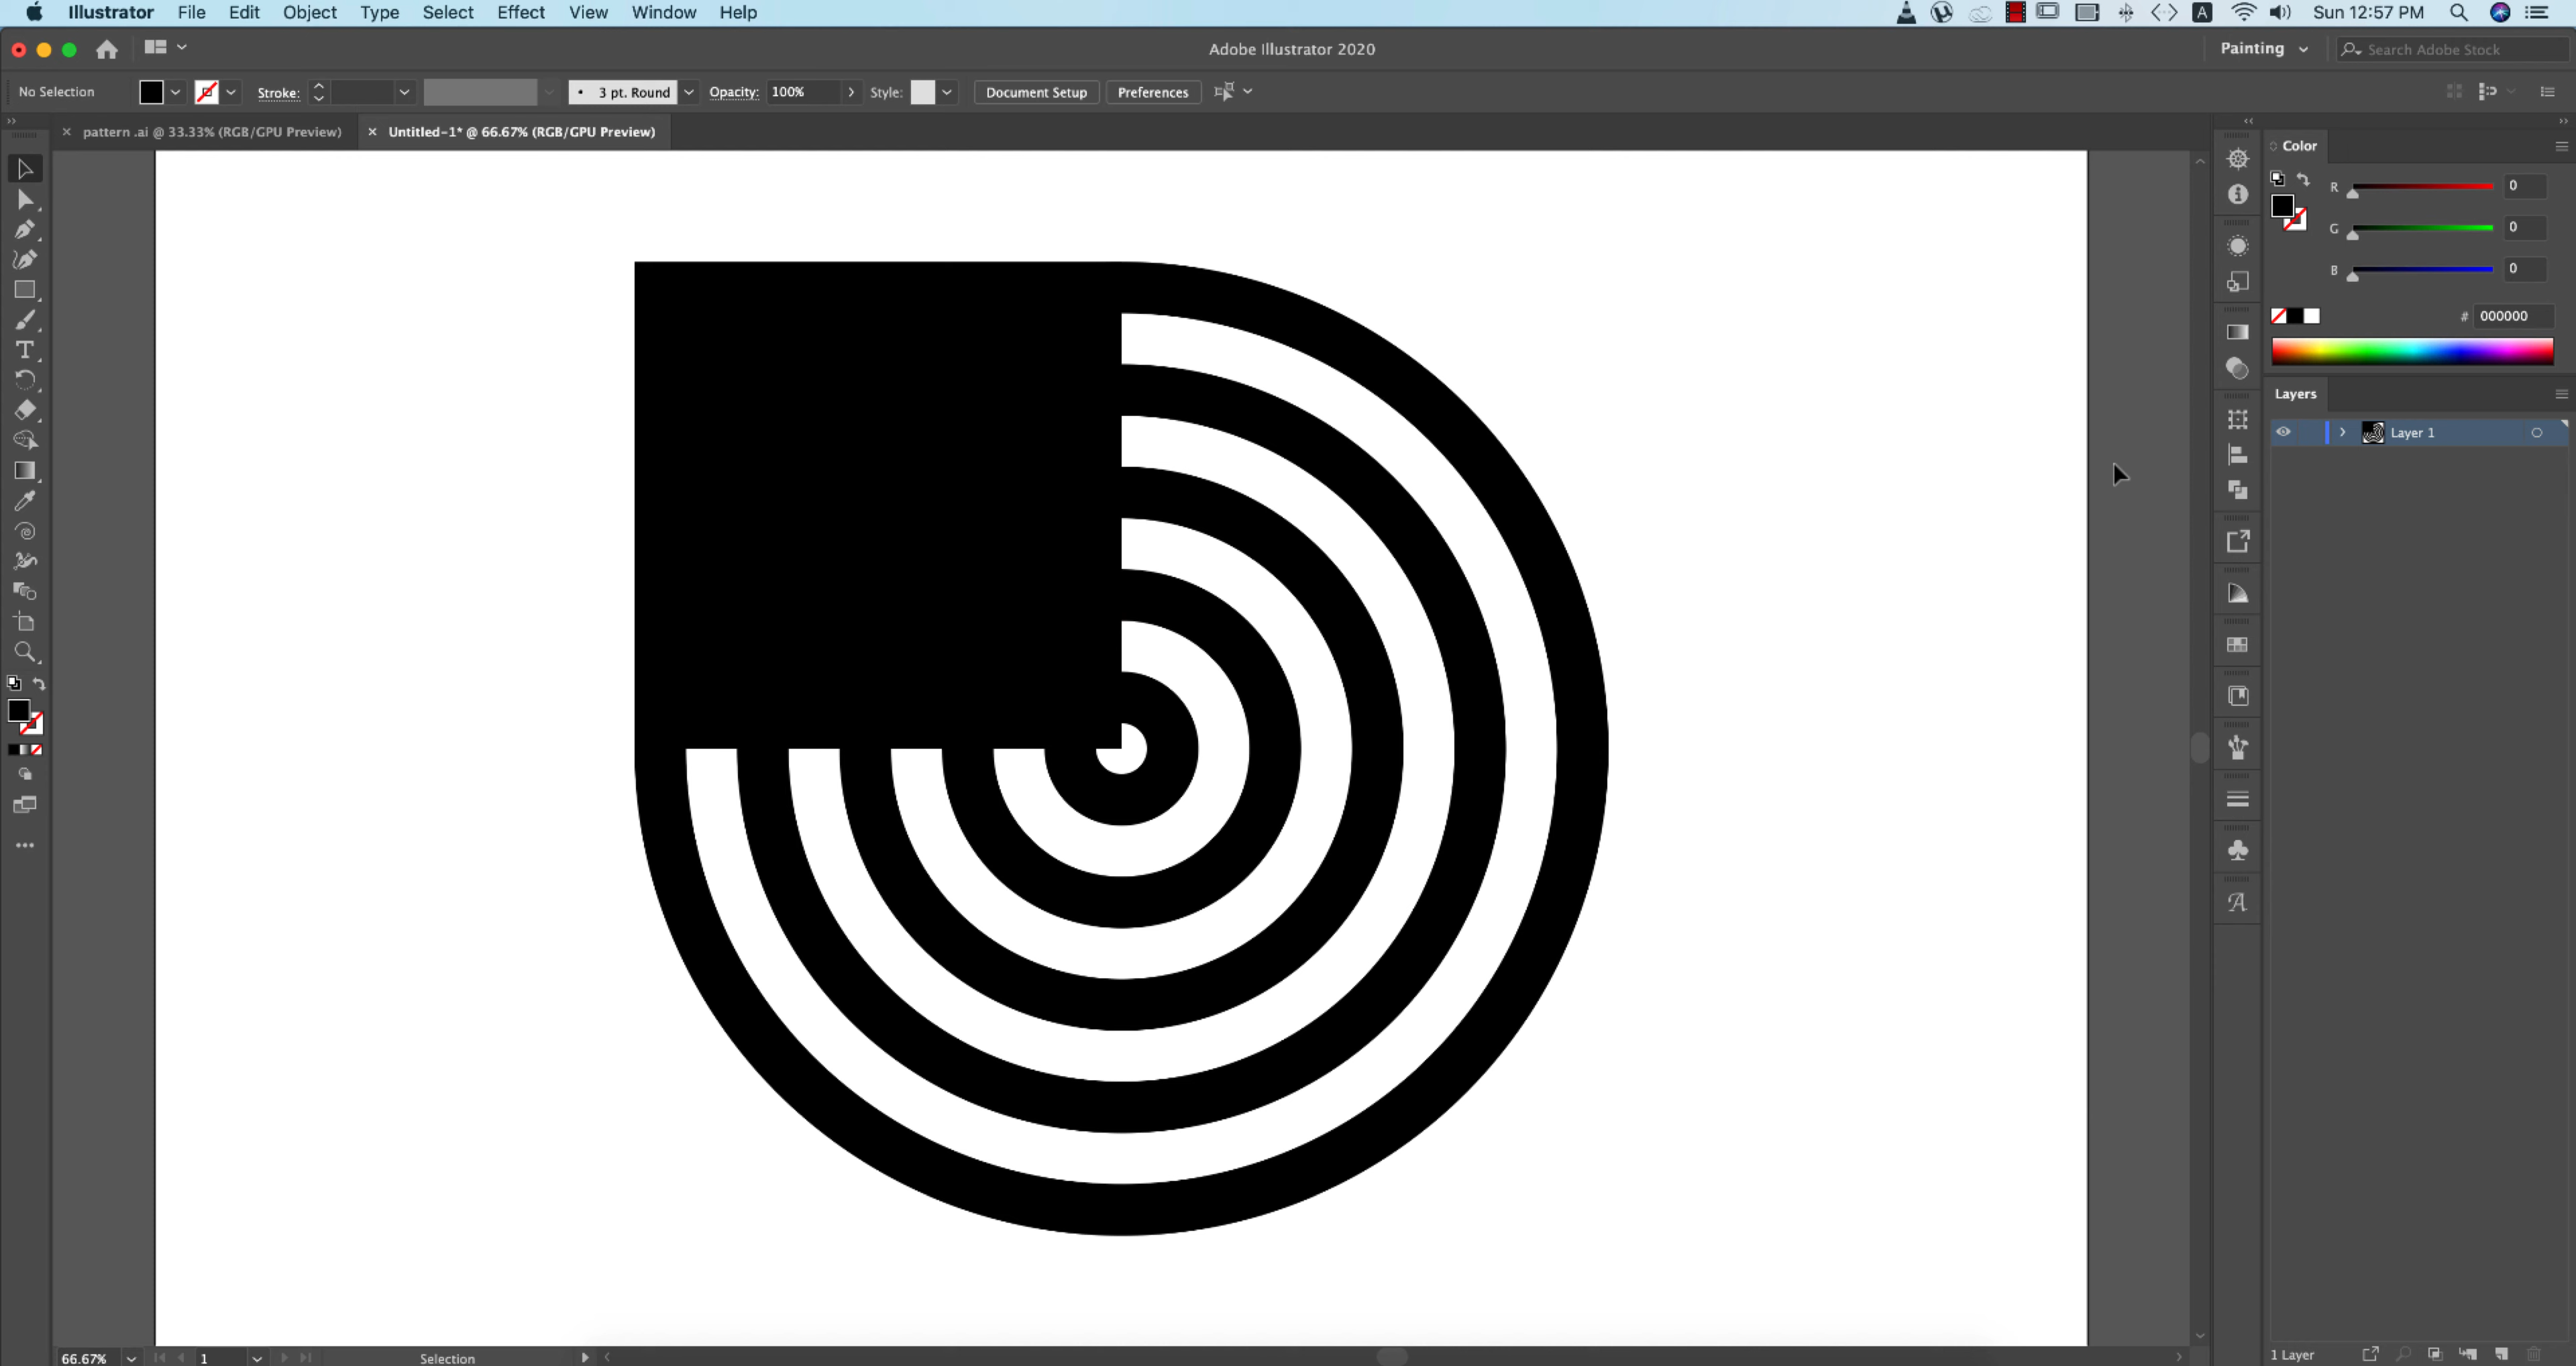 Illustrator File Edit Object Type Select Effect View Window Help A Sun 12:57 PM
Adobe Illustrator 2020 Painting Search Adobe Stock
No Selection Stroke: 3 pt. Round Opacity: 100% Style: Document Setup Preferences
pattern .ai @ 33.33% (RGB/GPU Preview) Untitled-1* @ 66.67% (RGB/GPU Preview)
Color
R 0
G 0
B 0
# 000000
Layers
Layer 1
66.67% 1 Selection 1 Layer